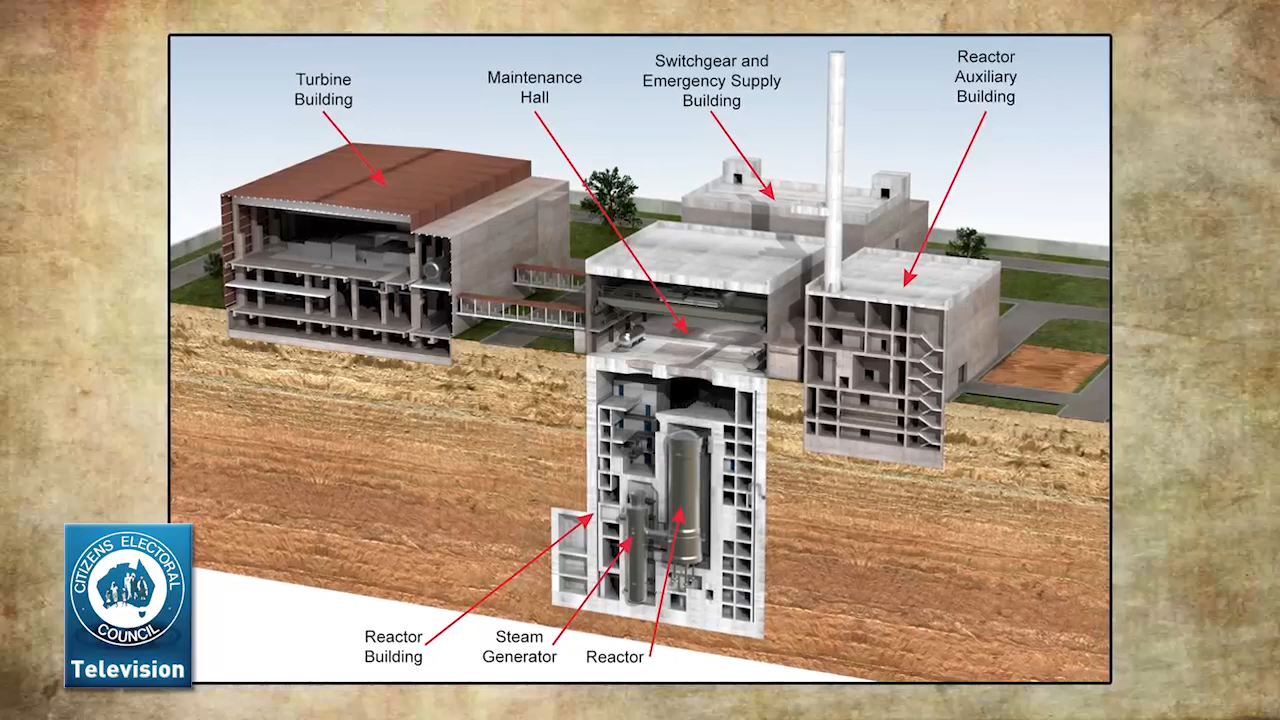 Turbine
Building
Maintenance
Hall
Switchgear and
Emergency Supply
Building
Reactor
Auxiliary
Building
Reactor
Building
Steam
Generator
Reactor
CITIZENS ELECTORAL
COUNCIL
Television